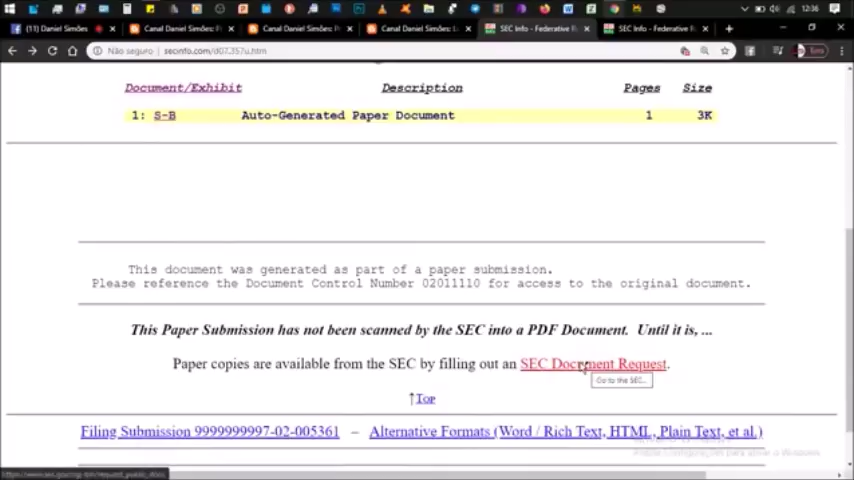 (11) Daniel Simões
Canal Daniel Simões:
Canal Daniel Simões:
Canal Daniel Simões:
SEC Info - Federative R
SEC Info - Federative R
12:36
Não seguro | secinfo.com/d07.357u.htm
Document/Exhibit Description Pages Size
1: S-B Auto-Generated Paper Document 1 3K
This document was generated as part of a paper submission.
Please reference the Document Control Number 02011110 for access to the original document.
This Paper Submission has not been scanned by the SEC into a PDF Document. Until it is, ...
Paper copies are available from the SEC by filling out an SEC Document Request.
Go to the SEC...
↑Top
Filing Submission 9999999997-02-005361 – Alternative Formats (Word / Rich Text, HTML, Plain Text, et al.)